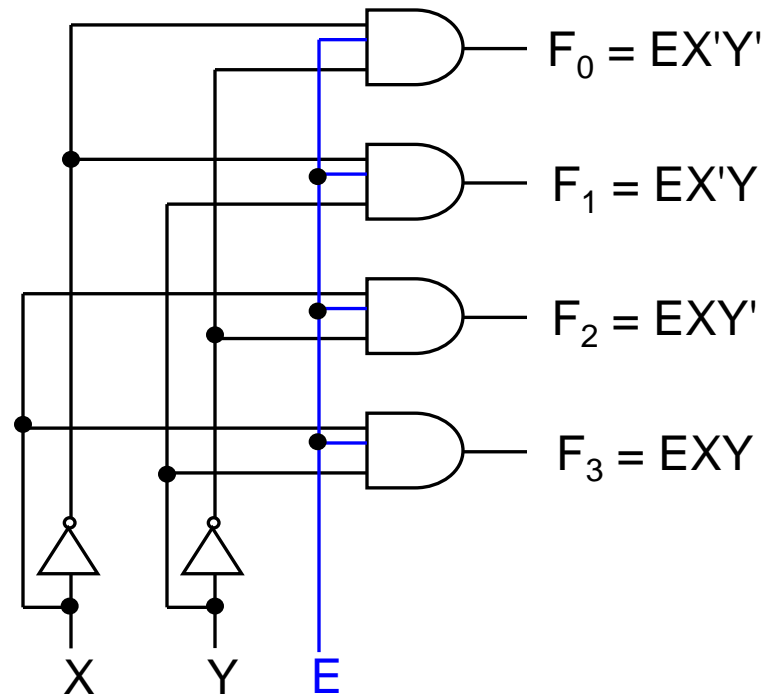 F₀ = EX'Y'
F₁ = EX'Y
F₂ = EXY'
F₃ = EXY
X Y E